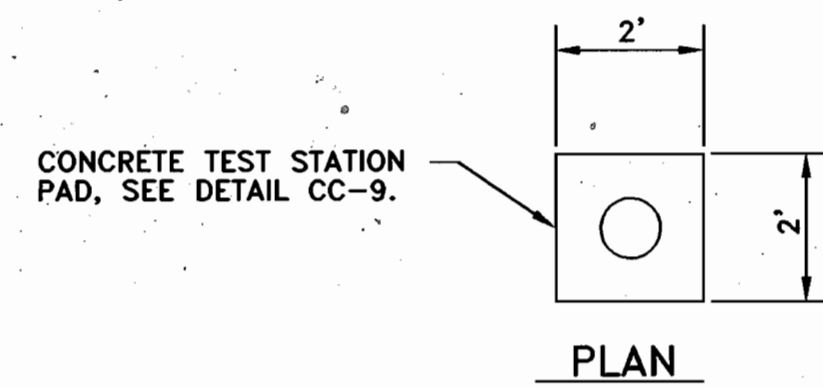 2'
CONCRETE TEST STATION
PAD, SEE DETAIL CC-9.
2'
PLAN